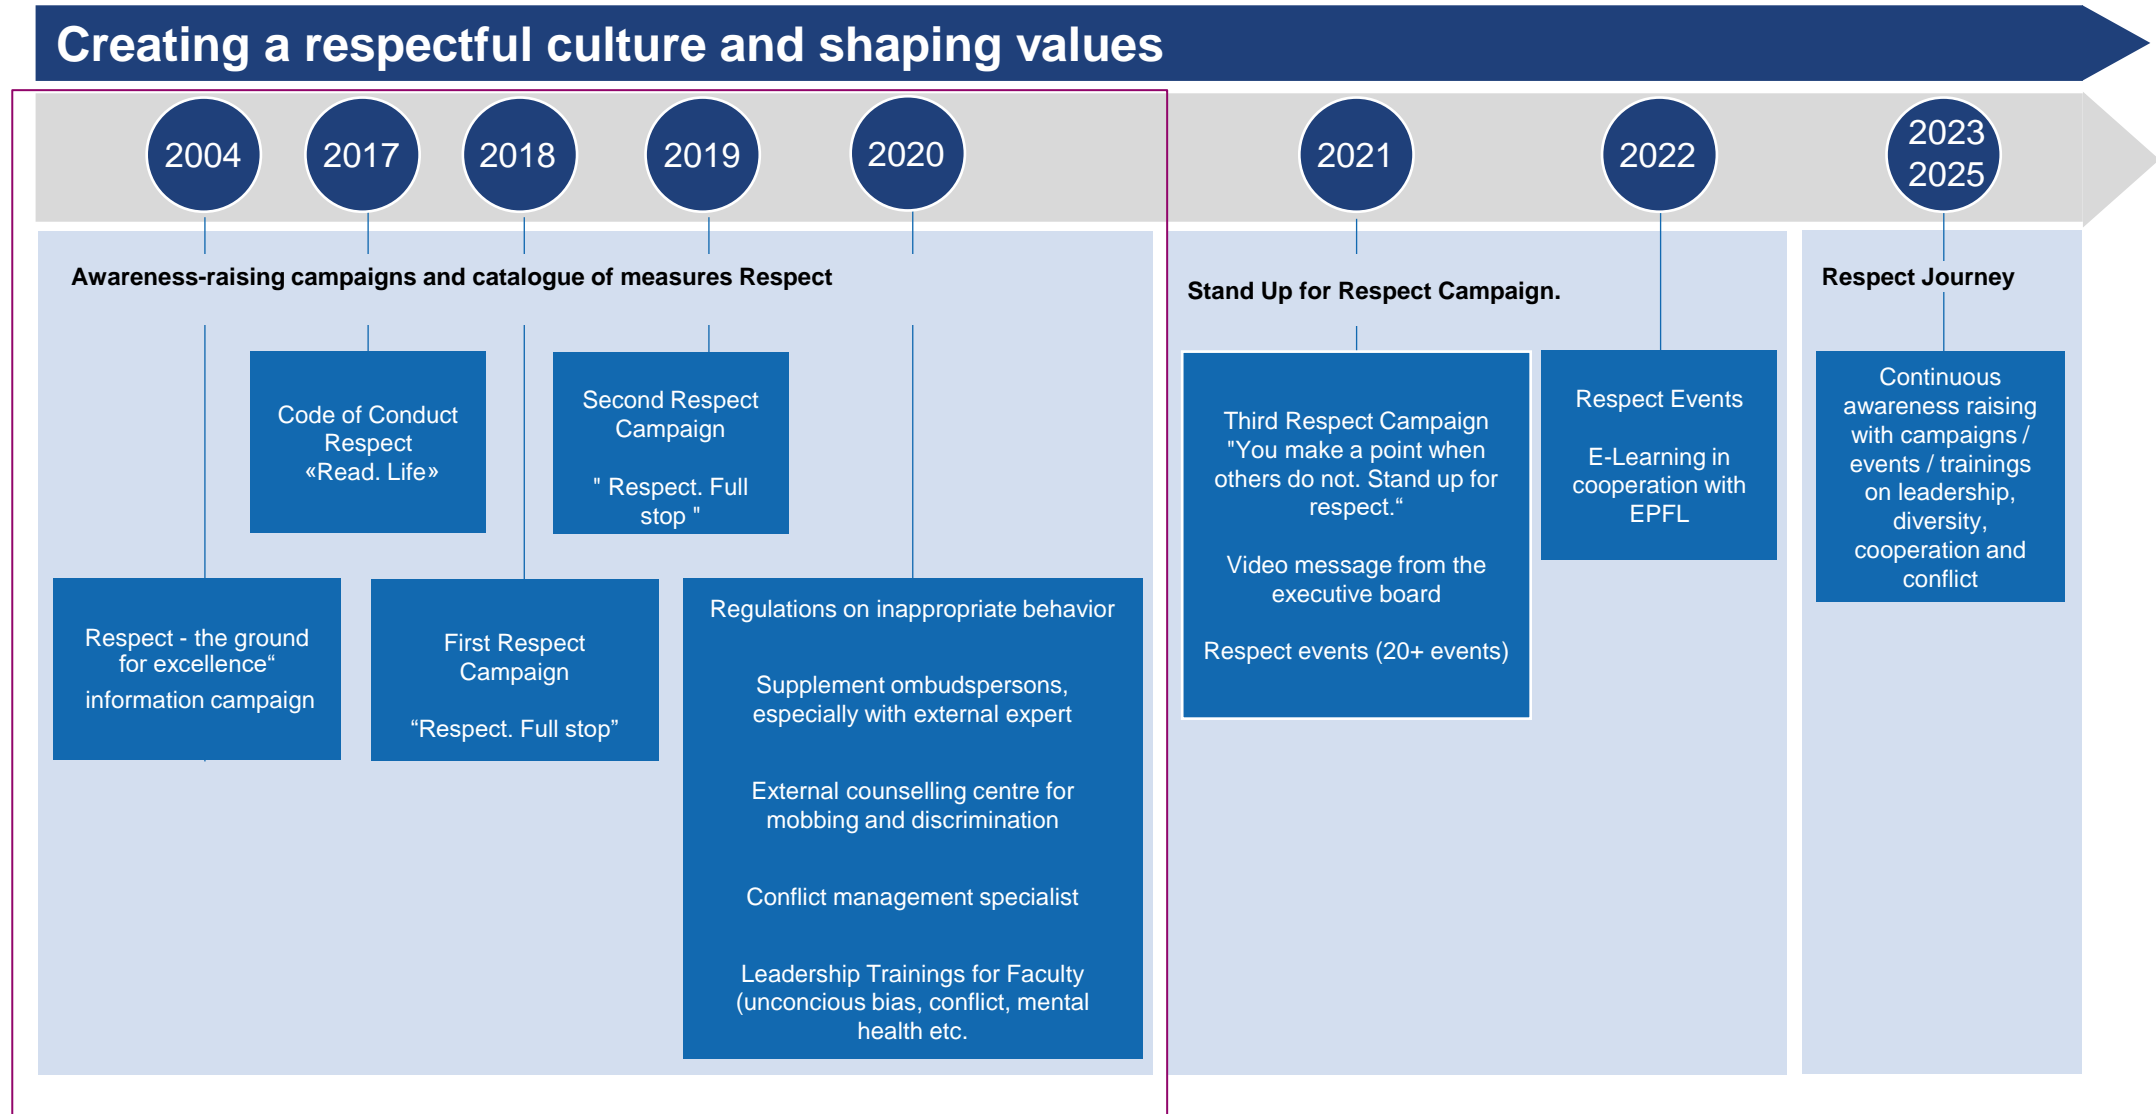 Creating a respectful culture and shaping values
2004
2017
2018
2019
2020
2021
2022
2023
2025
Awareness-raising campaigns and catalogue of measures Respect
Respect - the ground
for excellence“
information campaign
Code of Conduct
Respect
«Read. Life»
First Respect
Campaign
“Respect. Full stop”
Second Respect
Campaign
" Respect. Full
stop "
Regulations on inappropriate behavior
Supplement ombudspersons,
especially with external expert
External counselling centre for
mobbing and discrimination
Conflict management specialist
Leadership Trainings for Faculty
(unconcious bias, conflict, mental
health etc.
Stand Up for Respect Campaign.
Third Respect Campaign
"You make a point when
others do not. Stand up for
respect.“
Video message from the
executive board
Respect events (20+ events)
Respect Events
E-Learning in
cooperation with
EPFL
Respect Journey
Continuous
awareness raising
with campaigns /
events / trainings
on leadership,
diversity,
cooperation and
conflict